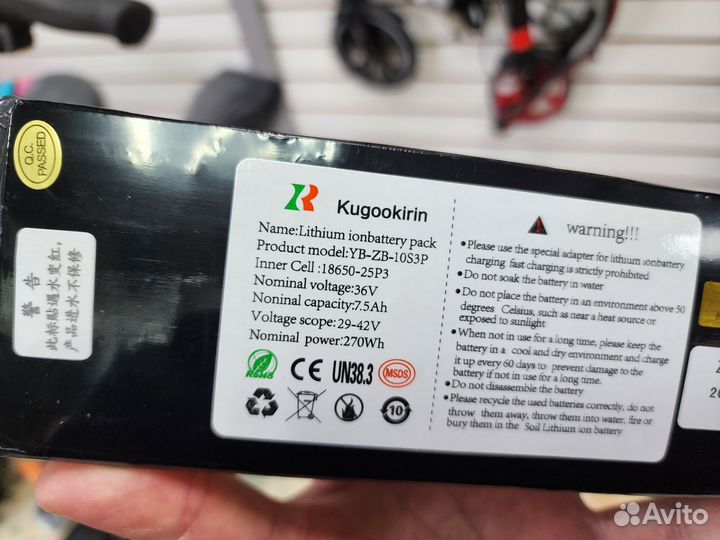 Q.C.
PASSED
警 告
此标贴遇水变红,
产品进水不保修
Kugookirin
Name:Lithium ionbattery pack
Product model:YB-ZB-10S3P
Inner Cell :18650-25P3
Nominal voltage:36V
Noninal capacity:7.5Ah
Voltage scope:29-42V
Nominal power:270Wh
CE UN38.3 MSDS
10
warning!!!
•Please use the special adapter for lithium ionbattery
charging fast charging is strictly prohibited
•Do not soak the battery in water
•Do not place the battery in an environment above 50
degrees Celsius, such as near a heat source or
exposed to sunlight
•When not in use for a long time, please keep the
battery in a cool and dry environment and charge
it up every 60 days to prevent damage to the
battery if not in use for a long time.
•Do not disassemble the battery
•Please recycle the used batteries correctly, do not
throw them away, throw them into water, fire or
bury them in the Soil Lithium ion battery
Z
20
Avito